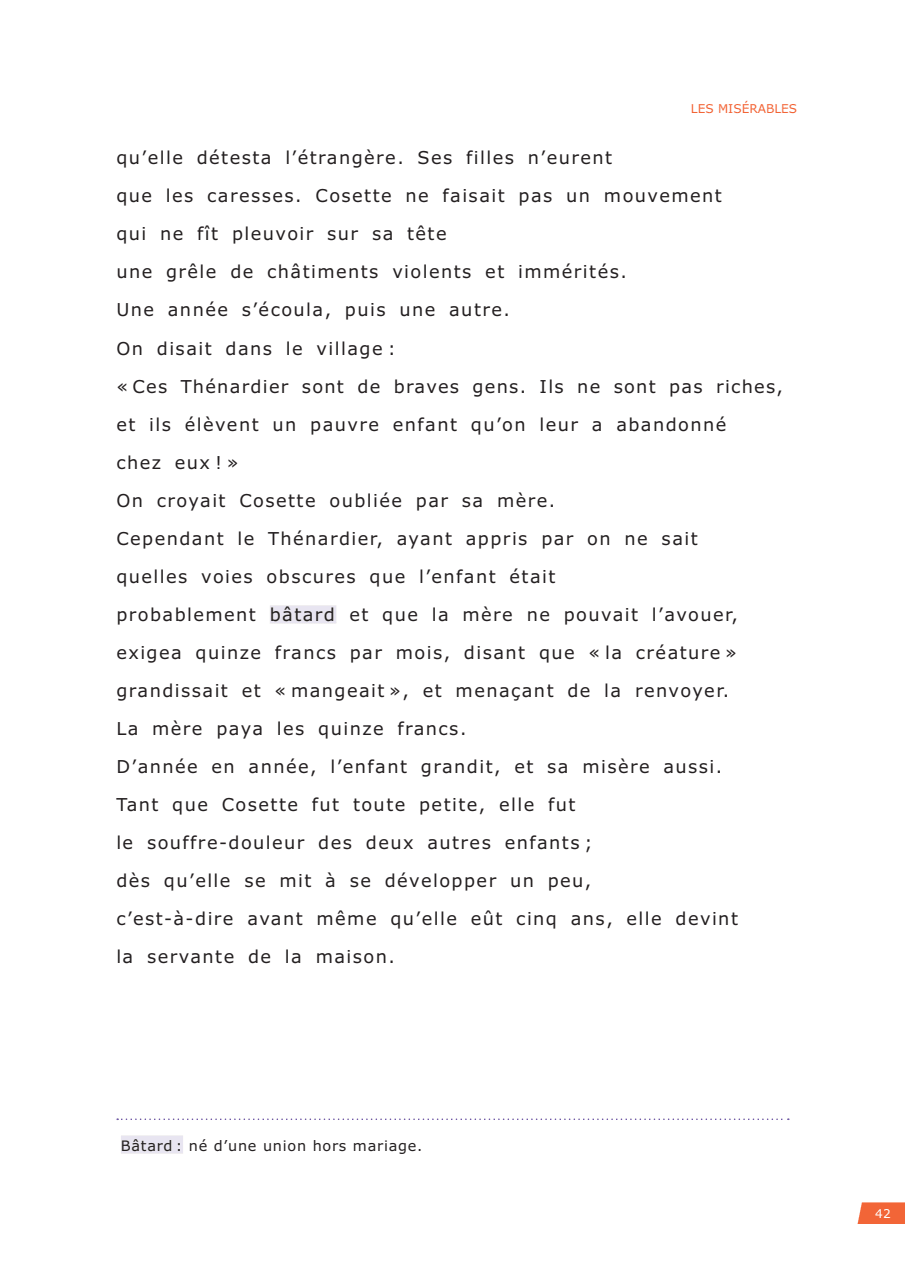 LES MISÉRABLES
qu’elle détesta l’étrangère. Ses filles n’eurent
que les caresses. Cosette ne faisait pas un mouvement
qui ne fît pleuvoir sur sa tête
une grêle de châtiments violents et immérités.
Une année s’écoula, puis une autre.
On disait dans le village :
« Ces Thénardier sont de braves gens. Ils ne sont pas riches,
et ils élèvent un pauvre enfant qu’on leur a abandonné
chez eux ! »
On croyait Cosette oubliée par sa mère.
Cependant le Thénardier, ayant appris par on ne sait
quelles voies obscures que l’enfant était
probablement bâtard et que la mère ne pouvait l’avouer,
exigea quinze francs par mois, disant que « la créature »
grandissait et « mangeait », et menaçant de la renvoyer.
La mère paya les quinze francs.
D’année en année, l’enfant grandit, et sa misère aussi.
Tant que Cosette fut toute petite, elle fut
le souffre-douleur des deux autres enfants ;
dès qu’elle se mit à se développer un peu,
c’est-à-dire avant même qu’elle eût cinq ans, elle devint
la servante de la maison.
Bâtard : né d’une union hors mariage.
42